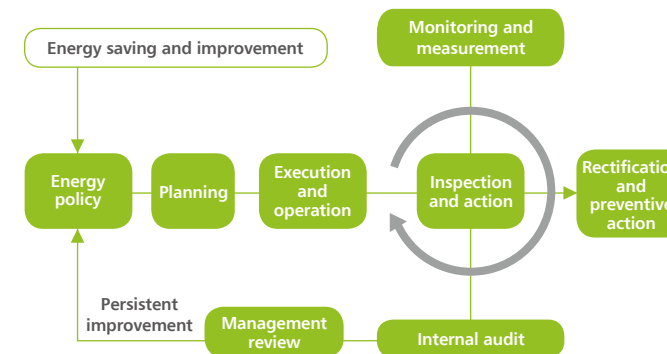 Energy saving and improvement
Monitoring and
measurement
Energy
policy
Planning
Execution
and
operation
Inspection
and action
Rectificatio
and
preventive
action
Persistent
improvement
Management
review
Internal audit